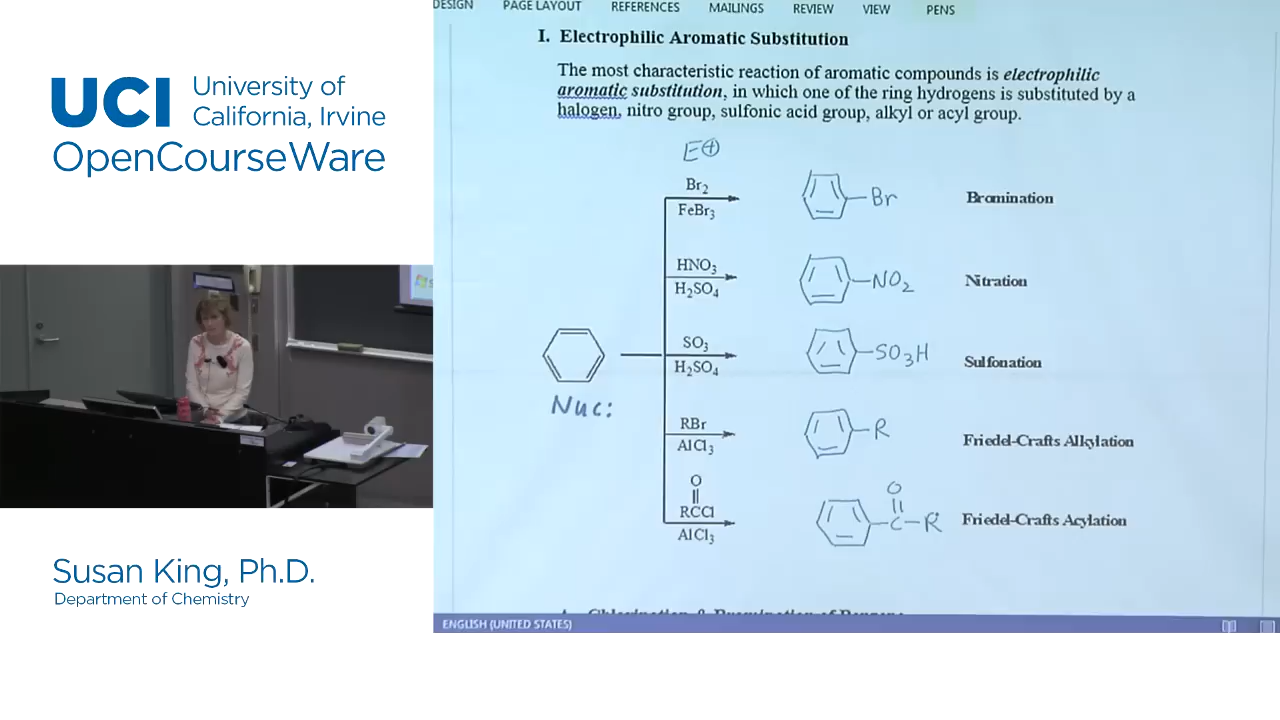 UCI University of California, Irvine
OpenCourseWare
DESIGN PAGE LAYOUT REFERENCES MAILINGS REVIEW VIEW PENS
I. Electrophilic Aromatic Substitution
The most characteristic reaction of aromatic compounds is electrophilic
aromatic substitution, in which one of the ring hydrogens is substituted by a
halogen, nitro group, sulfonic acid group, alkyl or acyl group.
E⊕
Br₂
FeBr₃
Br
Bromination
HNO₃
H₂SO₄
NO₂
Nitration
SO₃
H₂SO₄
SO₃H
Sulfonation
Nuc:
RBr
AlCl₃
R
Friedel-Crafts Alkylation
O
RCCl
AlCl₃
O
C-R
Friedel-Crafts Acylation
ENGLISH (UNITED STATES)
Susan King, Ph.D.
Department of Chemistry